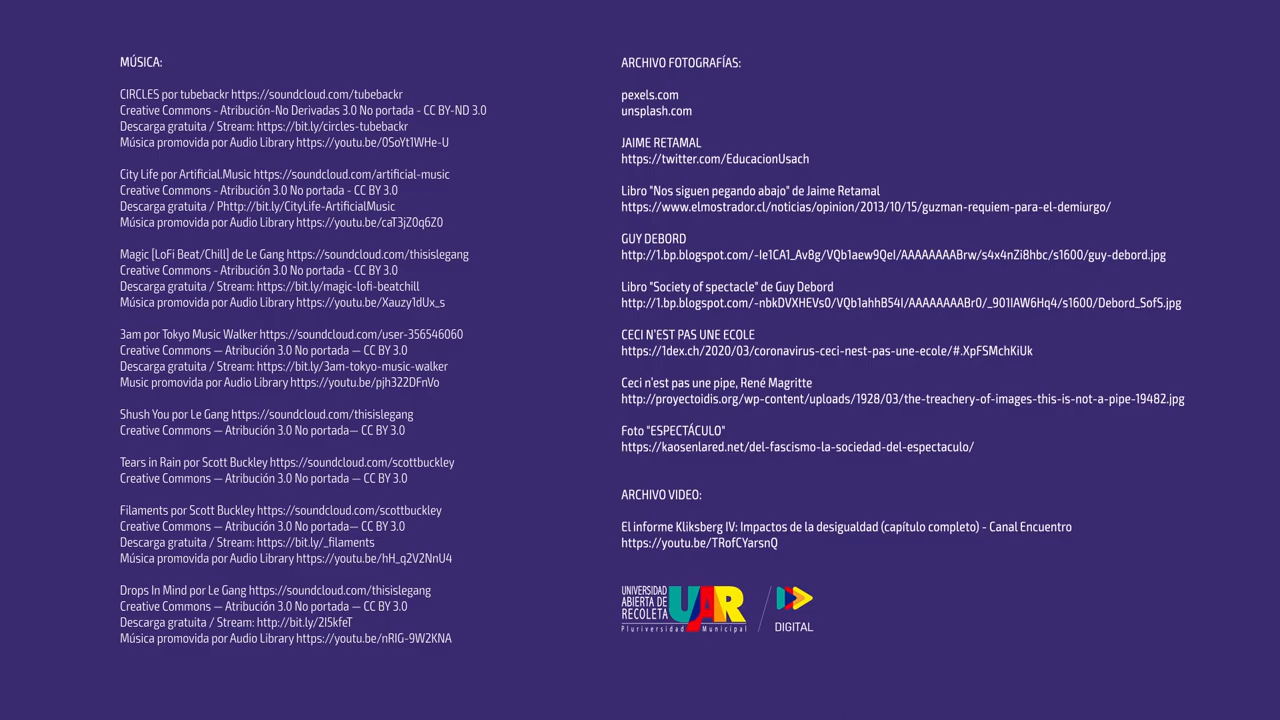 MÚSICA:
CIRCLES por tubebackr https://soundcloud.com/tubebackr
Creative Commons - Atribución-No Derivadas 3.0 No portada - CC BY-ND 3.0
Descarga gratuita / Stream: https://bit.ly/circles-tubebackr
Música promovida por Audio Library https://youtu.be/0SoYt1WHe-U
City Life por Artificial.Music https://soundcloud.com/artificial-music
Creative Commons - Atribución 3.0 No portada - CC BY 3.0
Descarga gratuita / Phttp://bit.ly/CityLife-ArtificialMusic
Música promovida por Audio Library https://youtu.be/caT3jZ0q6Z0
Magic [LoFi Beat/Chill] de Le Gang https://soundcloud.com/thisislegang
Creative Commons - Atribución 3.0 No portada - CC BY 3.0
Descarga gratuita / Stream: https://bit.ly/magic-lofi-beatchill
Música promovida por Audio Library https://youtu.be/Xauzy1dUx_s
3am por Tokyo Music Walker https://soundcloud.com/user-356546060
Creative Commons — Atribución 3.0 No portada — CC BY 3.0
Descarga gratuita / Stream: https://bit.ly/3am-tokyo-music-walker
Music promovida por Audio Library https://youtu.be/pjh322DFnVo
Shush You por Le Gang https://soundcloud.com/thisislegang
Creative Commons — Atribución 3.0 No portada— CC BY 3.0
Tears in Rain por Scott Buckley https://soundcloud.com/scottbuckley
Creative Commons — Atribución 3.0 No portada — CC BY 3.0
Filaments por Scott Buckley https://soundcloud.com/scottbuckley
Creative Commons — Atribución 3.0 No portada— CC BY 3.0
Descarga gratuita / Stream: https://bit.ly/_filaments
Música promovida por Audio Library https://youtu.be/hH_q2V2NnU4
Drops In Mind por Le Gang https://soundcloud.com/thisislegang
Creative Commons — Atribución 3.0 No portada — CC BY 3.0
Descarga gratuita / Stream: http://bit.ly/2I5kfeT
Música promovida por Audio Library https://youtu.be/nRIG-9W2KNA
ARCHIVO FOTOGRAFÍAS:
pexels.com
unsplash.com
JAIME RETAMAL
https://twitter.com/EducacionUsach
Libro "Nos siguen pegando abajo" de Jaime Retamal
https://www.elmostrador.cl/noticias/opinion/2013/10/15/guzman-requiem-para-el-demiurgo/
GUY DEBORD
http://1.bp.blogspot.com/-Ie1CA1_Av8g/VQb1aew9QeI/AAAAAAAABrw/s4x4nZi8hbc/s1600/guy-debord.jpg
Libro "Society of spectacle" de Guy Debord
http://1.bp.blogspot.com/-nbkDVXHEVs0/VQb1ahhB54I/AAAAAAAABr0/_901IAW6Hq4/s1600/Debord_SofS.jpg
CECI N'EST PAS UNE ECOLE
https://1dex.ch/2020/03/coronavirus-ceci-nest-pas-une-ecole/#.XpFSMchKiUk
Ceci n'est pas une pipe, René Magritte
http://proyectoidis.org/wp-content/uploads/1928/03/the-treachery-of-images-this-is-not-a-pipe-19482.jpg
Foto "ESPECTÁCULO"
https://kaosenlared.net/del-fascismo-la-sociedad-del-espectaculo/
ARCHIVO VIDEO:
El informe Kliksberg IV: Impactos de la desigualdad (capítulo completo) - Canal Encuentro
https://youtu.be/TRofCYarsnQ
UNIVERSIDAD
ABIERTA DE
RECOLETA
UAR
Pluriversidad Municipal
DIGITAL